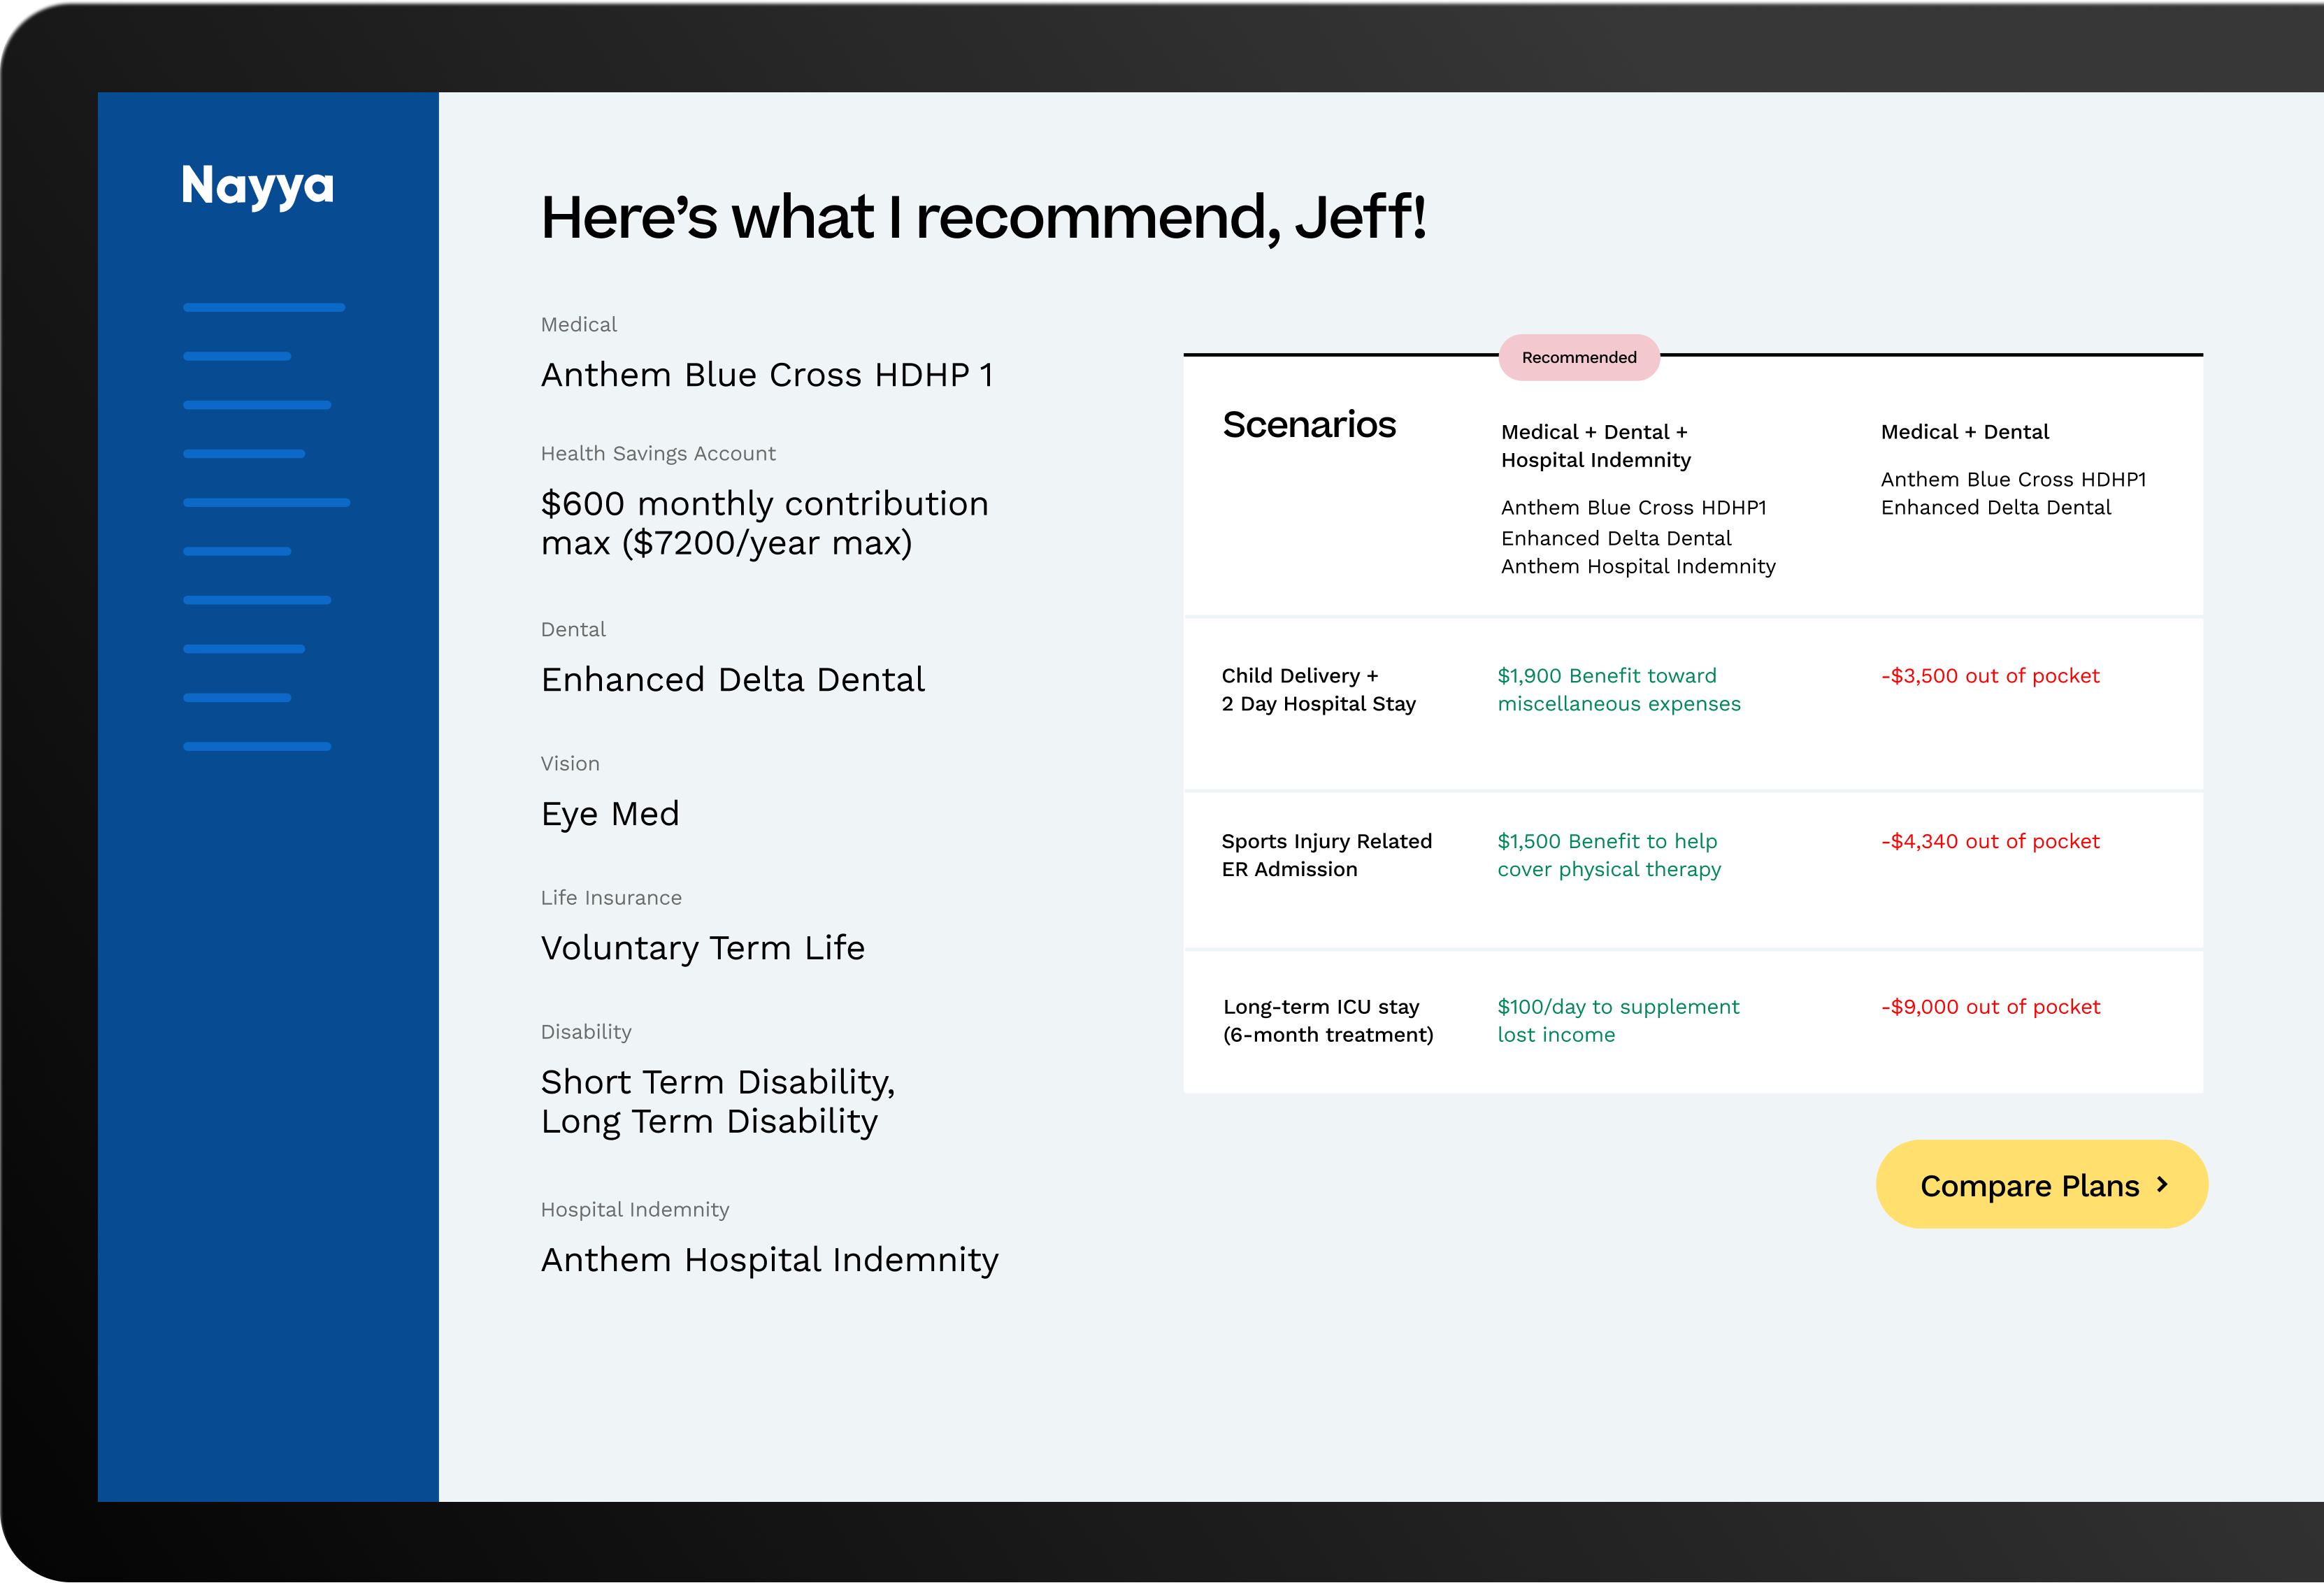 Nayya
Here’s what I recommend, Jeff!
Medical
Anthem Blue Cross HDHP 1
Health Savings Account
$600 monthly contribution
max ($7200/year max)
Dental
Enhanced Delta Dental
Vision
Eye Med
Life Insurance
Voluntary Term Life
Disability
Short Term Disability,
Long Term Disability
Hospital Indemnity
Anthem Hospital Indemnity
Recommended
Scenarios
Medical + Dental +
Hospital Indemnity
Anthem Blue Cross HDHP1
Enhanced Delta Dental
Anthem Hospital Indemnity
Medical + Dental
Anthem Blue Cross HDHP1
Enhanced Delta Dental
Child Delivery +
2 Day Hospital Stay
$1,900 Benefit toward
miscellaneous expenses
-$3,500 out of pocket
Sports Injury Related
ER Admission
$1,500 Benefit to help
cover physical therapy
-$4,340 out of pocket
Long-term ICU stay
(6-month treatment)
$100/day to supplement
lost income
-$9,000 out of pocket
Compare Plans